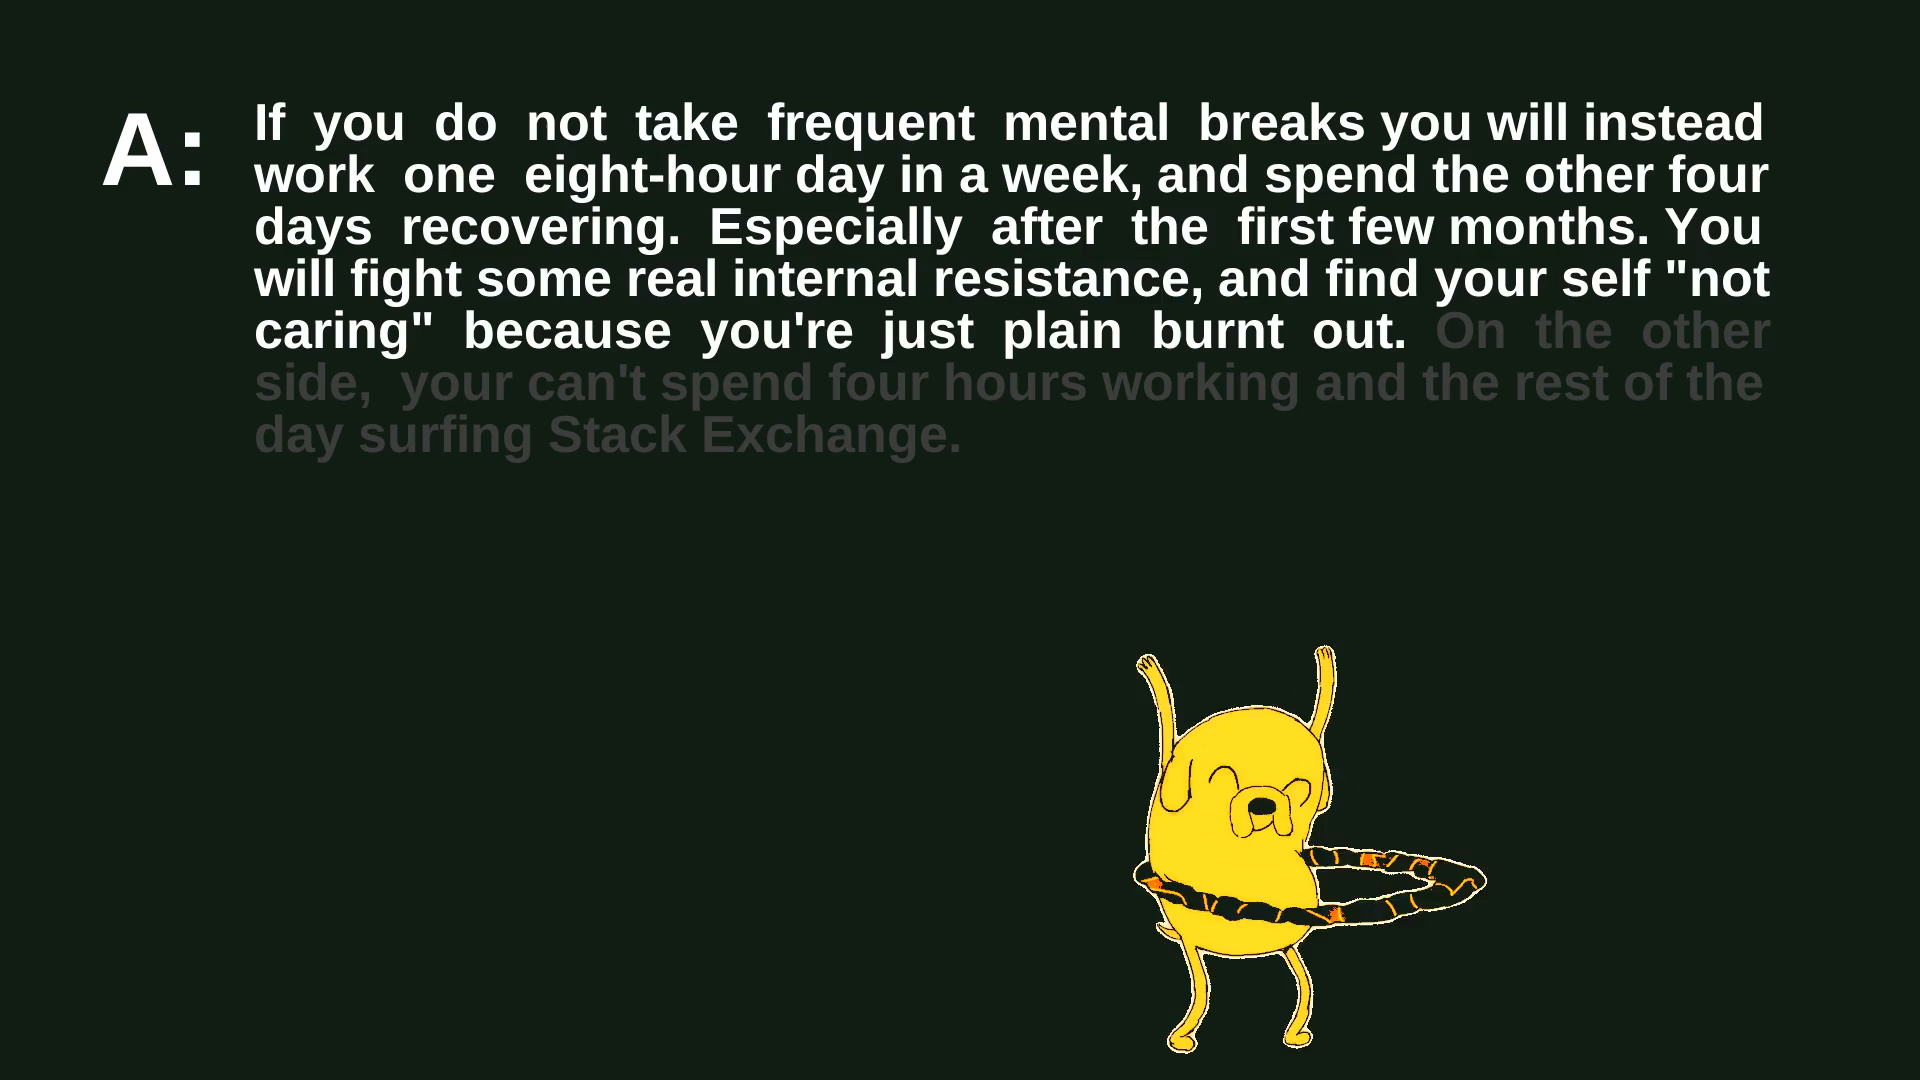 A: If you do not take frequent mental breaks you will instead
work one eight-hour day in a week, and spend the other four
days recovering. Especially after the first few months. You
will fight some real internal resistance, and find your self "not
caring" because you're just plain burnt out. On the other
side, your can't spend four hours working and the rest of the
day surfing Stack Exchange.